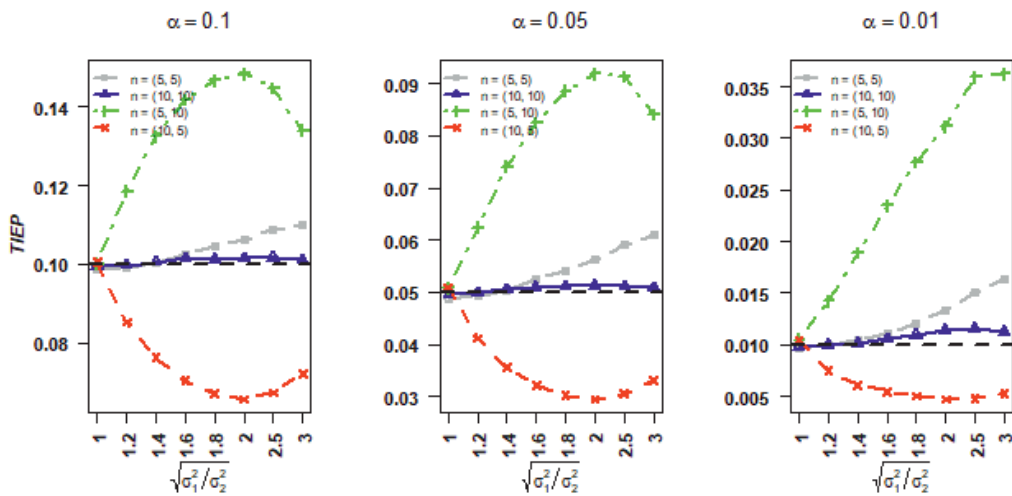 α = 0.1
n = (5, 5)
n = (10, 10)
n = (5, 10)
n = (10, 5)
TIEP
0.14
0.12
0.10
0.08
1 1.2 1.4 1.6 1.8 2 2.5 3
√σ₁²/σ₂²
α = 0.05
n = (5, 5)
n = (10, 10)
n = (5, 10)
n = (10, 5)
0.09
0.08
0.07
0.06
0.05
0.04
0.03
1 1.2 1.4 1.6 1.8 2 2.5 3
√σ₁²/σ₂²
α = 0.01
n = (5, 5)
n = (10, 10)
n = (5, 10)
n = (10, 5)
0.035
0.030
0.025
0.020
0.015
0.010
0.005
1 1.2 1.4 1.6 1.8 2 2.5 3
√σ₁²/σ₂²